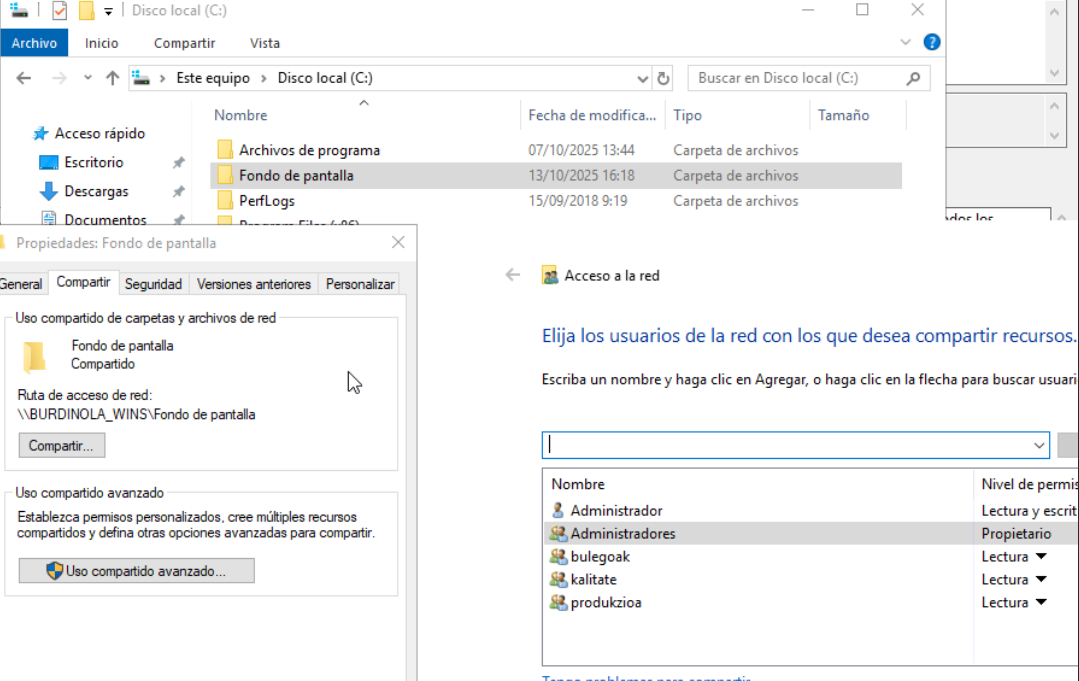 Disco local (C:)
Archivo Inicio Compartir Vista
Este equipo > Disco local (C:) Buscar en Disco local (C:)
Nombre Fecha de modifica... Tipo Tamaño
Acceso rápido
Escritorio
Descargas
Documentos
Archivos de programa 07/10/2025 13:44 Carpeta de archivos
Fondo de pantalla 13/10/2025 16:18 Carpeta de archivos
PerfLogs 15/09/2018 9:19 Carpeta de archivos
Propiedades: Fondo de pantalla
General Compartir Seguridad Versiones anteriores Personalizar
Uso compartido de carpetas y archivos de red
Fondo de pantalla
Compartido
Ruta de acceso de red:
\\BURDINOLA_WINS\Fondo de pantalla
Compartir...
Uso compartido avanzado
Establezca permisos personalizados, cree múltiples recursos
compartidos y defina otras opciones avanzadas para compartir.
Uso compartido avanzado...
Acceso a la red
Elija los usuarios de la red con los que desea compartir recursos.
Escriba un nombre y haga clic en Agregar, o haga clic en la flecha para buscar usuari
Nombre Nivel de permis
Administrador Lectura y escrit
Administradores Propietario
bulegoak Lectura
kalitate Lectura
produkzioa Lectura